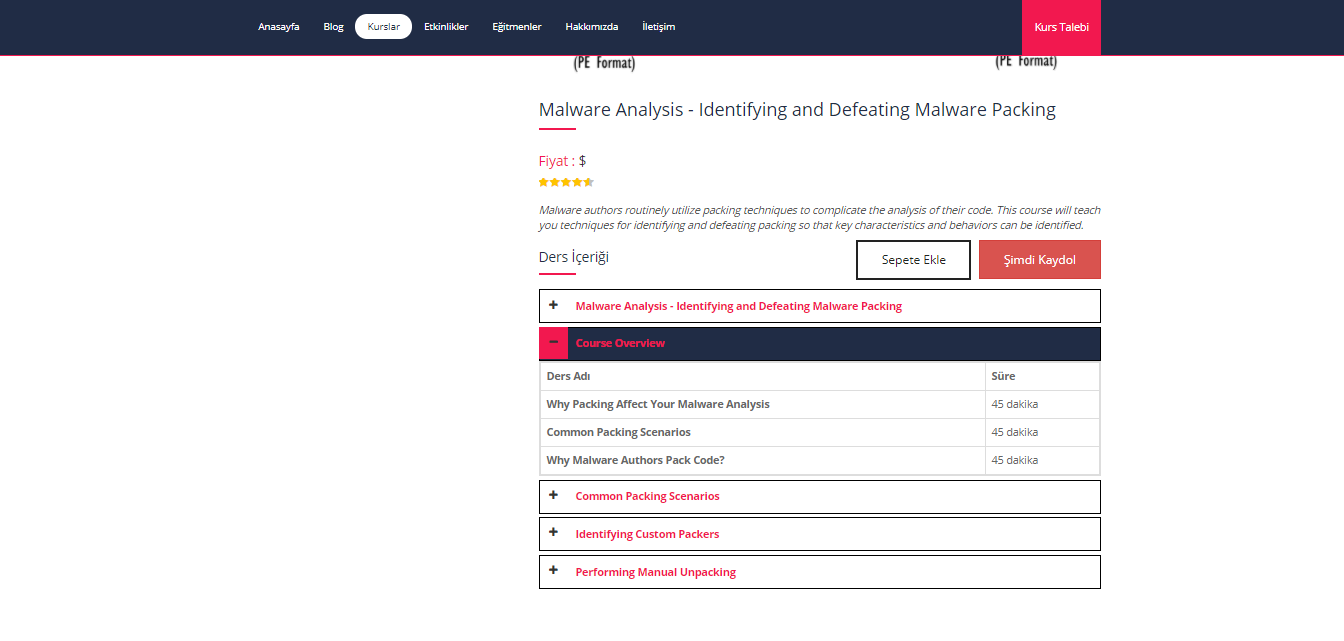 Anasayfa Blog Kurslar Etkinlikler Eğitmenler Hakkımızda İletişim Kurs Talebi
(PE Format) (PE Format)
Malware Analysis - Identifying and Defeating Malware Packing
Fiyat : $
Malware authors routinely utilize packing techniques to complicate the analysis of their code. This course will teach
you techniques for identifying and defeating packing so that key characteristics and behaviors can be identified.
Ders İçeriği Sepete Ekle Şimdi Kaydol
+ Malware Analysis - Identifying and Defeating Malware Packing
− Course Overview
Ders Adı Süre
Why Packing Affect Your Malware Analysis 45 dakika
Common Packing Scenarios 45 dakika
Why Malware Authors Pack Code? 45 dakika
+ Common Packing Scenarios
+ Identifying Custom Packers
+ Performing Manual Unpacking